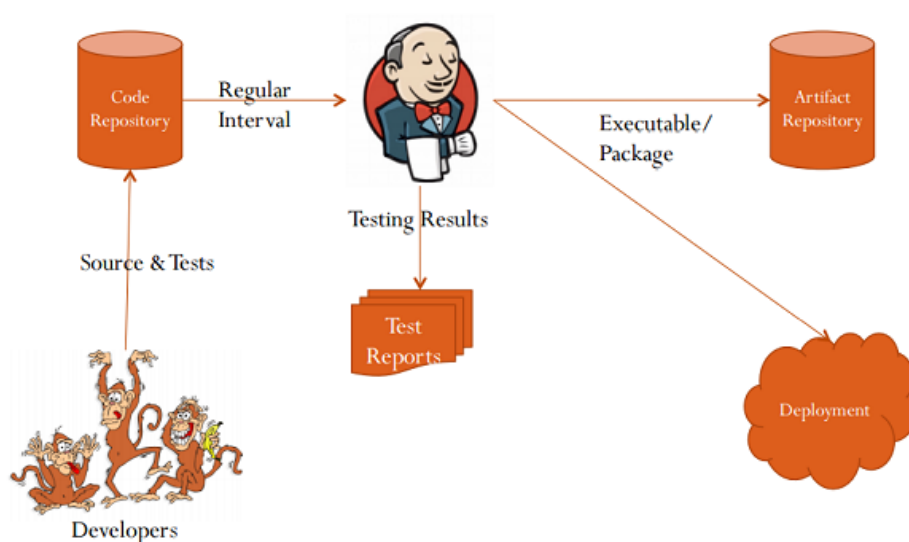 Code
Repository
Regular
Interval
Executable/
Package
Artifact
Repository
Testing Results
Source & Tests
Test
Reports
Deployment
Developers